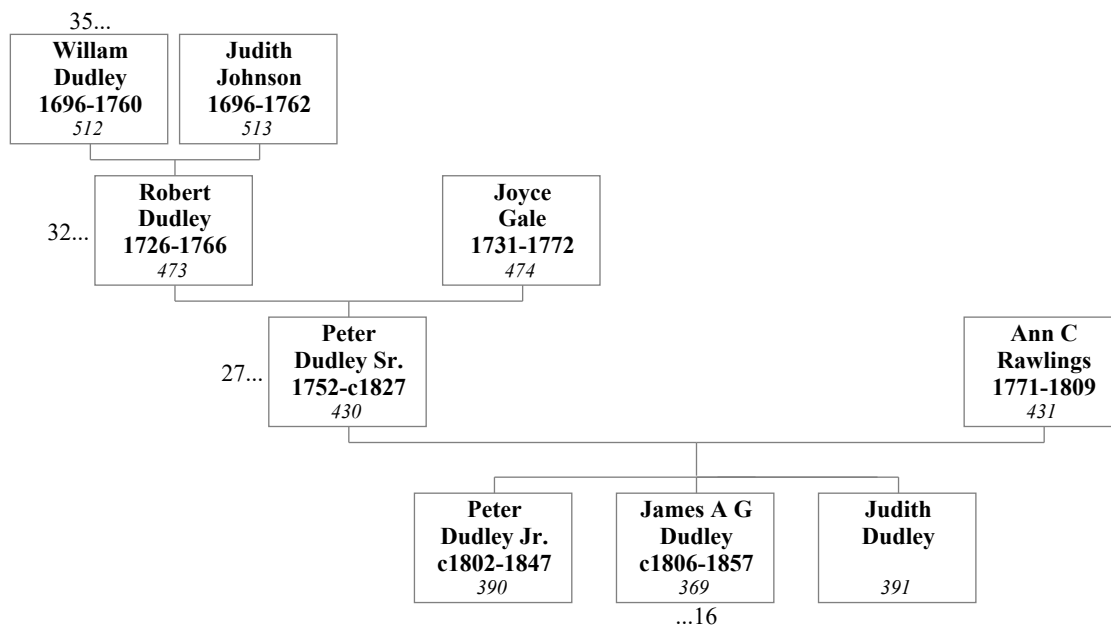 35...
Willam
Dudley
1696-1760
512
Judith
Johnson
1696-1762
513
32...
Robert
Dudley
1726-1766
473
Joyce
Gale
1731-1772
474
27...
Peter
Dudley Sr.
1752-c1827
430
Ann C
Rawlings
1771-1809
431
Peter
Dudley Jr.
c1802-1847
390
James A G
Dudley
c1806-1857
369
...16
Judith
Dudley
391